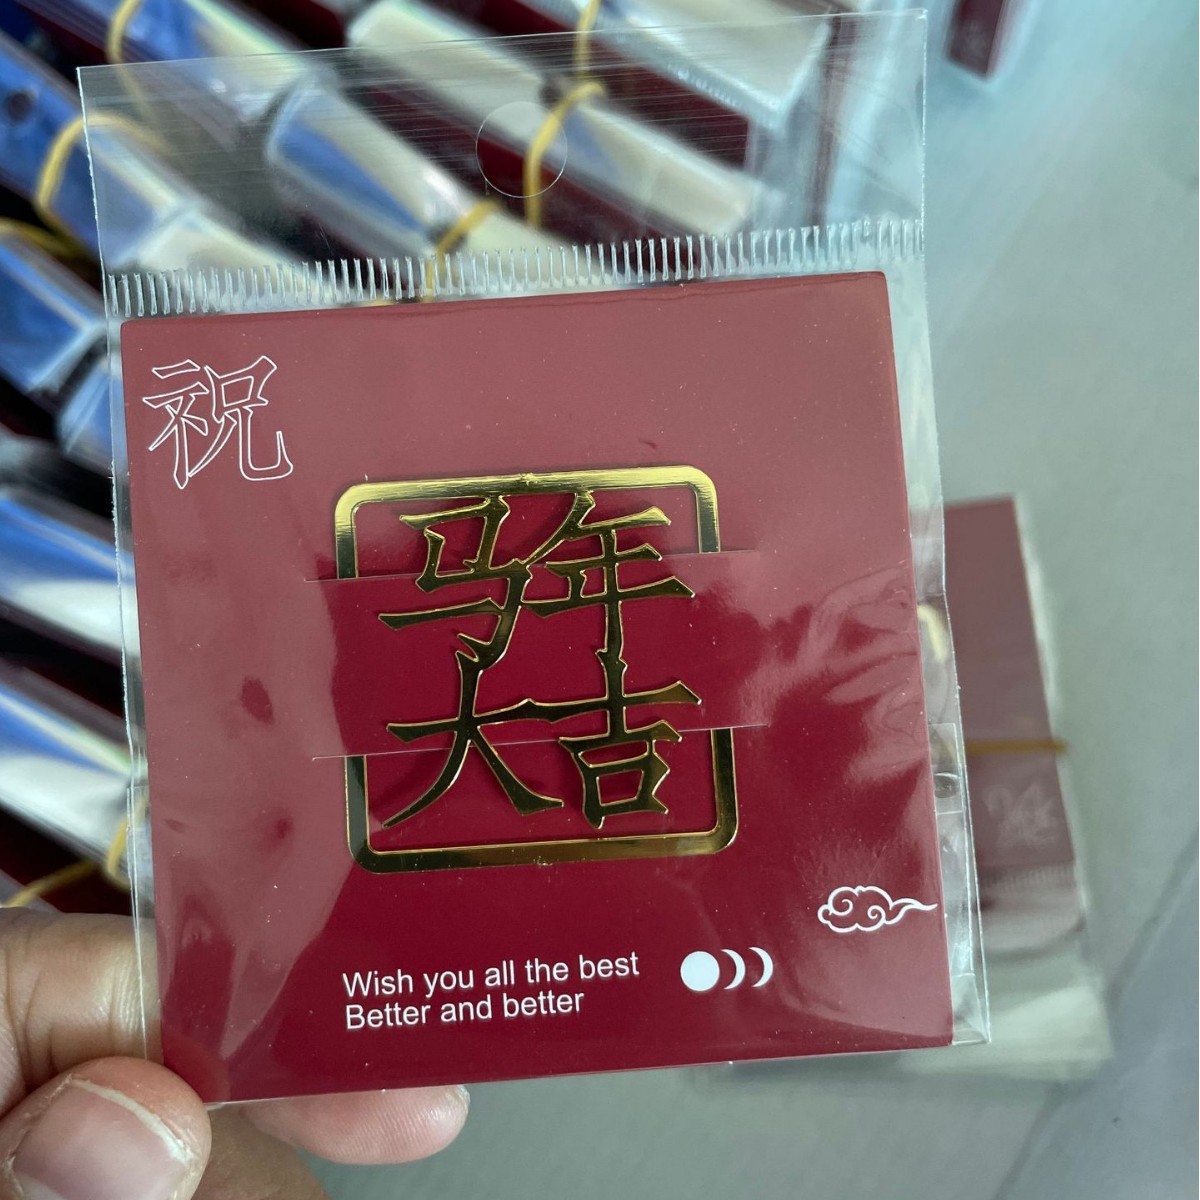 祝
马年
大吉
Wish you all the best
Better and better